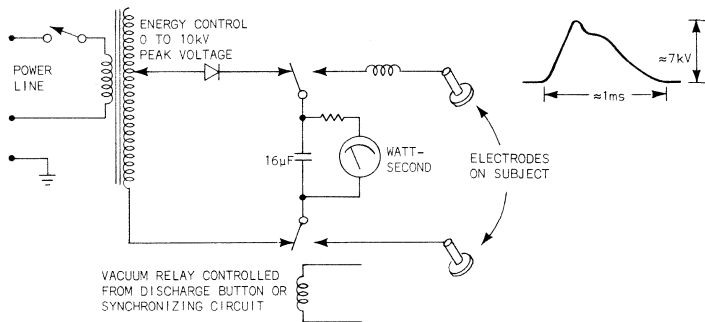 ENERGY CONTROL
0 TO 10kV
PEAK VOLTAGE
POWER
LINE
≈7kV
≈1ms
16μF
WATT-
SECOND
ELECTRODES
ON SUBJECT
VACUUM RELAY CONTROLLED
FROM DISCHARGE BUTTON OR
SYNCHRONIZING CIRCUIT